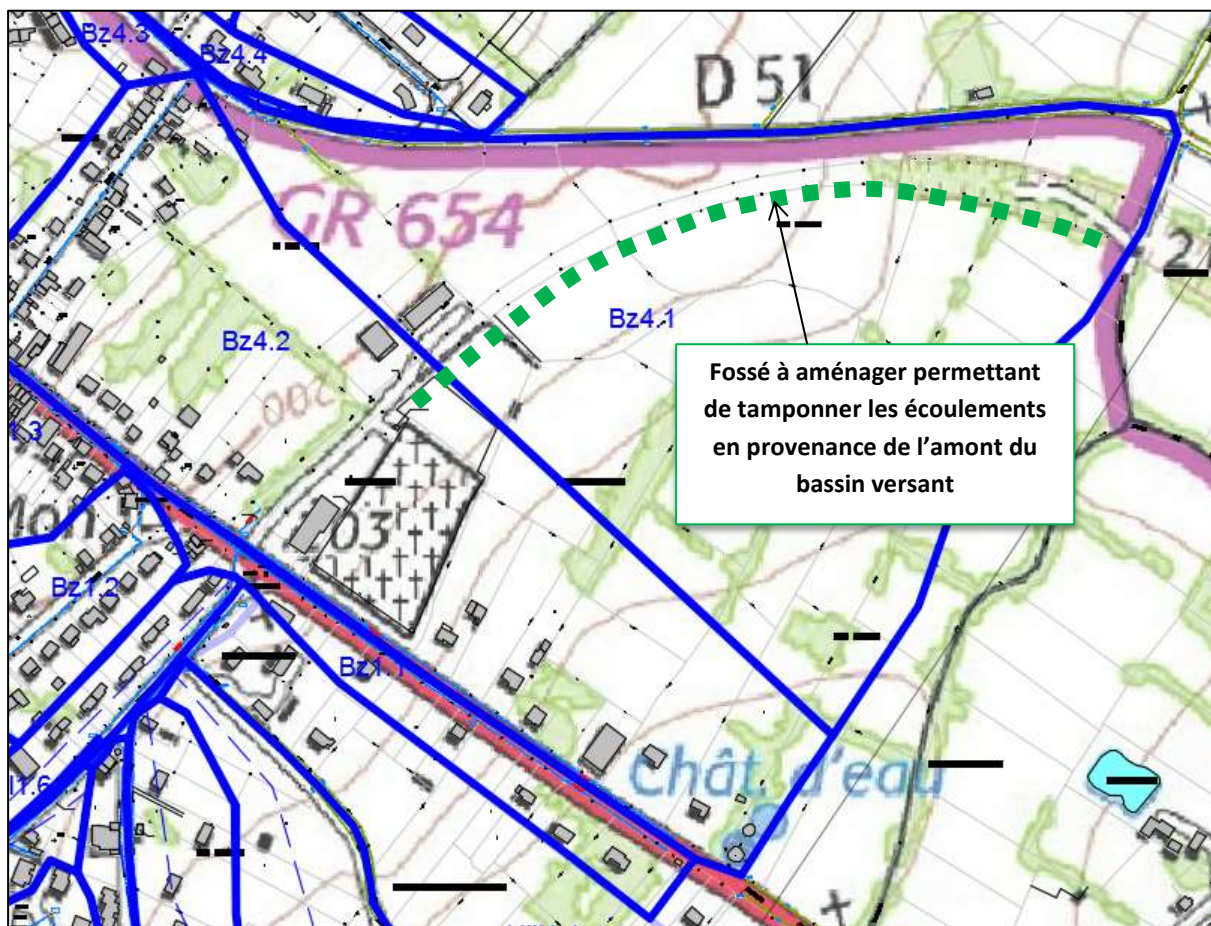 Bz4.3
Bz4.4
D 51
GR 654
Bz4.1
Bz4.2
200
Fossé à aménager permettant
de tamponner les écoulements
en provenance de l’amont du
bassin versant
Bz1.2
Bz1.1
Chât. d'eau